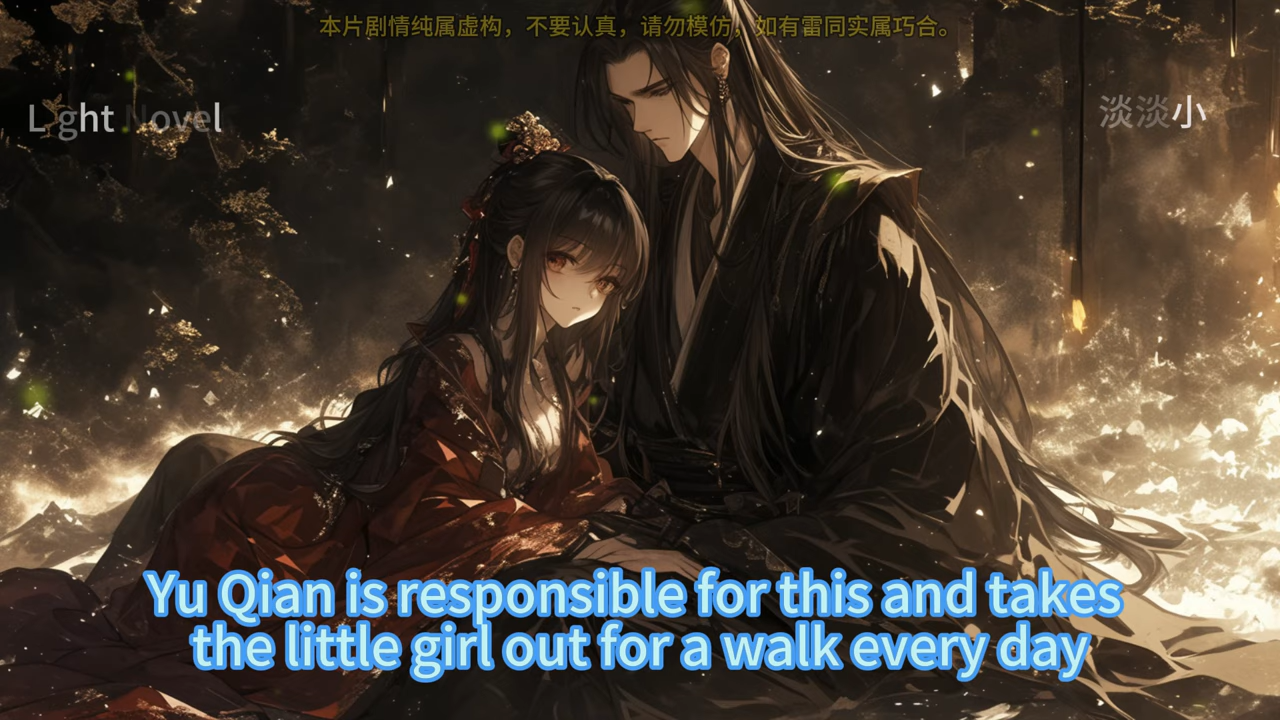 本片剧情纯属虚构，不要认真，请勿模仿，如有雷同实属巧合。
Light Novel
淡淡小
Yu Qian is responsible for this and takes
the little girl out for a walk every day